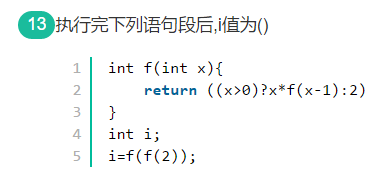 13 执行完下列语句段后,i值为()
1 int f(int x){
2 return ((x>0)?x*f(x-1):2)
3 }
4 int i;
5 i=f(f(2));